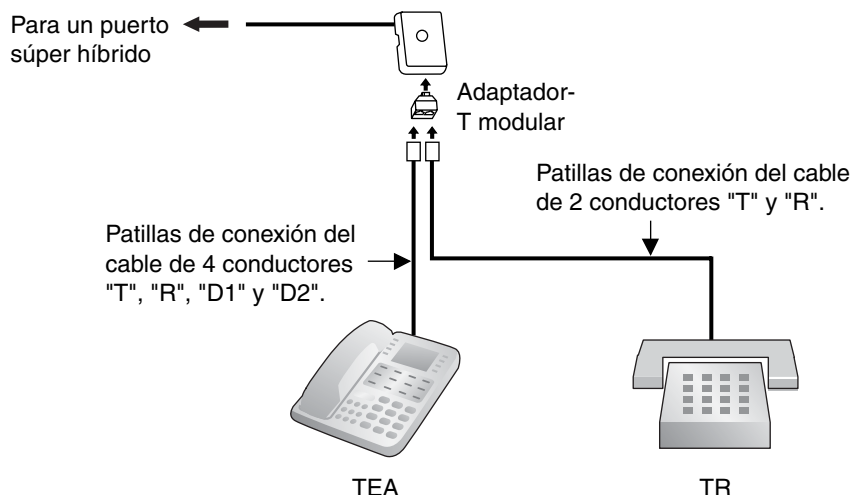 Para un puerto
súper híbrido
Adaptador-
T modular
Patillas de conexión del cable
de 2 conductores "T" y "R".
Patillas de conexión del
cable de 4 conductores
"T", "R", "D1" y "D2".
TEA
TR